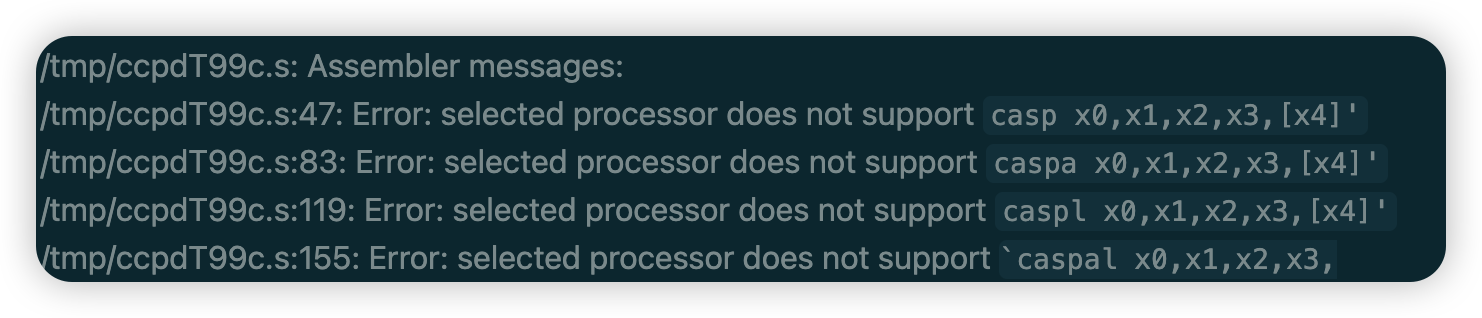 /tmp/ccpdT99c.s: Assembler messages:
/tmp/ccpdT99c.s:47: Error: selected processor does not support casp x0,x1,x2,x3,[x4]'
/tmp/ccpdT99c.s:83: Error: selected processor does not support caspa x0,x1,x2,x3,[x4]'
/tmp/ccpdT99c.s:119: Error: selected processor does not support caspl x0,x1,x2,x3,[x4]'
/tmp/ccpdT99c.s:155: Error: selected processor does not support `caspal x0,x1,x2,x3,